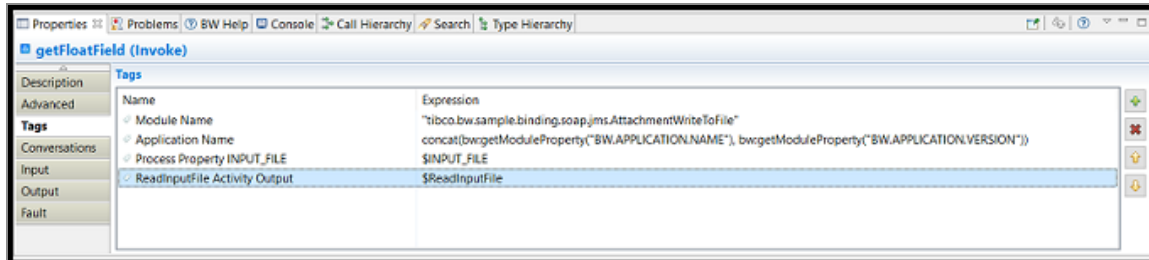 Properties Problems BW Help Console Call Hierarchy Search Type Hierarchy
getFloatField (Invoke)
Description
Advanced
Tags
Conversations
Input
Output
Fault
Tags
Name Expression
Module Name "tibco.bw.sample.binding.soap.jms.AttachmentWriteToFile"
Application Name concat(bw:getModuleProperty("BW.APPLICATION.NAME"), bw:getModuleProperty("BW.APPLICATION.VERSION"))
Process Property INPUT_FILE $INPUT_FILE
ReadInputFile Activity Output $ReadInputFile